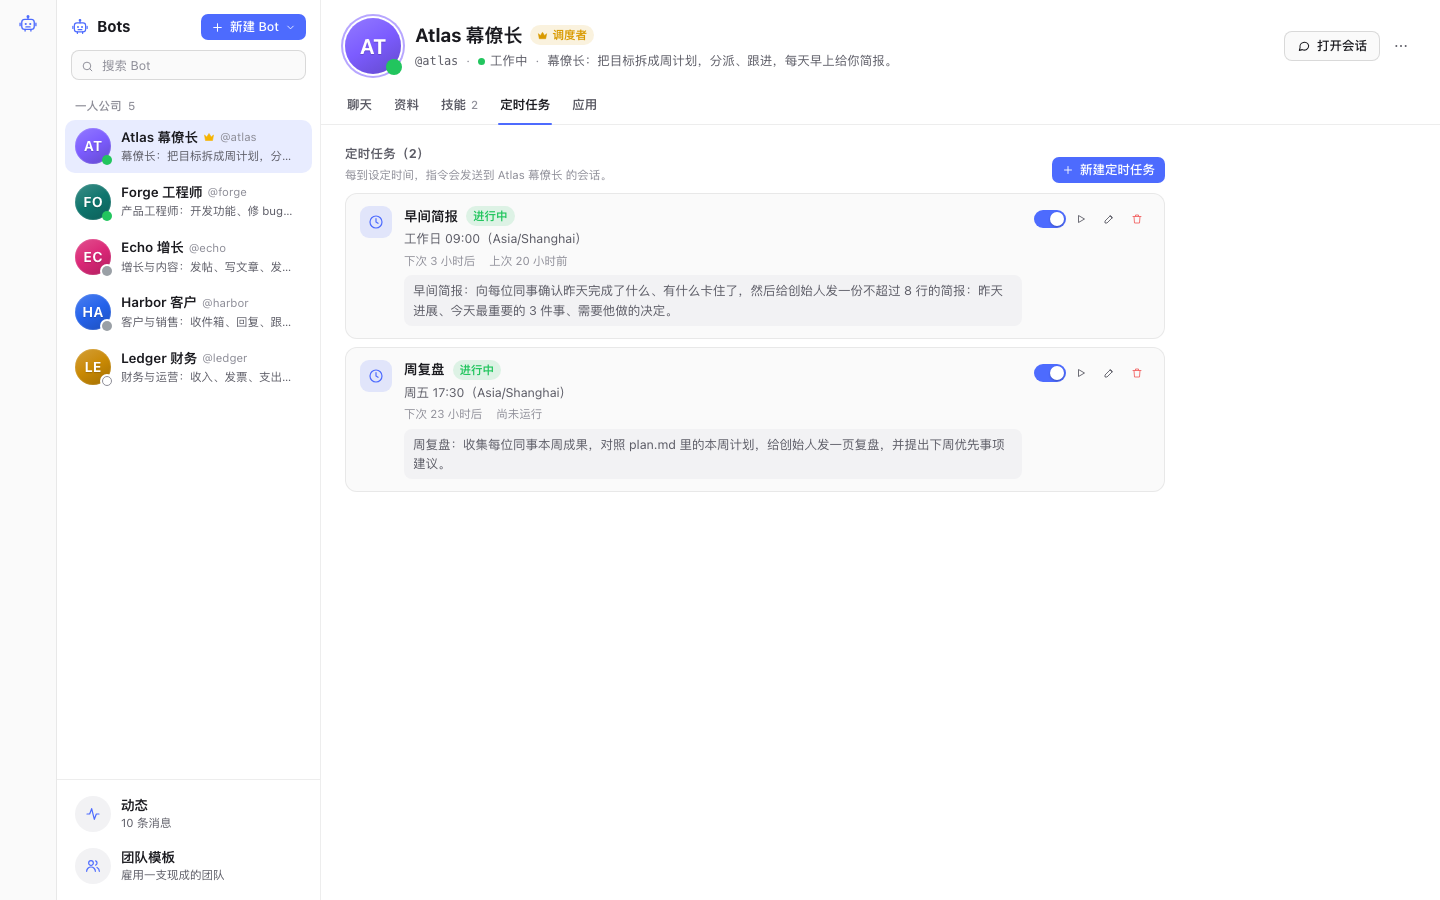 Bots
新建 Bot
搜索 Bot
一人公司 5
AT
Atlas 幕僚长 @atlas
幕僚长：把目标拆成周计划，分...
FO
Forge 工程师 @forge
产品工程师：开发功能、修 bug...
EC
Echo 增长 @echo
增长与内容：发帖、写文章、发...
HA
Harbor 客户 @harbor
客户与销售：收件箱、回复、跟...
LE
Ledger 财务 @ledger
财务与运营：收入、发票、支出...
动态
10 条消息
团队模板
雇用一支现成的团队
AT
Atlas 幕僚长 调度者
@atlas · 工作中 · 幕僚长：把目标拆成周计划，分派、跟进，每天早上给你简报。
打开会话
聊天 资料 技能 2 定时任务 应用
定时任务（2）
每到设定时间，指令会发送到 Atlas 幕僚长 的会话。
新建定时任务
早间简报 进行中
工作日 09:00（Asia/Shanghai）
下次 3 小时后 上次 20 小时前
早间简报：向每位同事确认昨天完成了什么、有什么卡住了，然后给创始人发一份不超过 8 行的简报：昨天
进展、今天最重要的 3 件事、需要他做的决定。
周复盘 进行中
周五 17:30（Asia/Shanghai）
下次 23 小时后 尚未运行
周复盘：收集每位同事本周成果，对照 plan.md 里的本周计划，给创始人发一页复盘，并提出下周优先事项
建议。